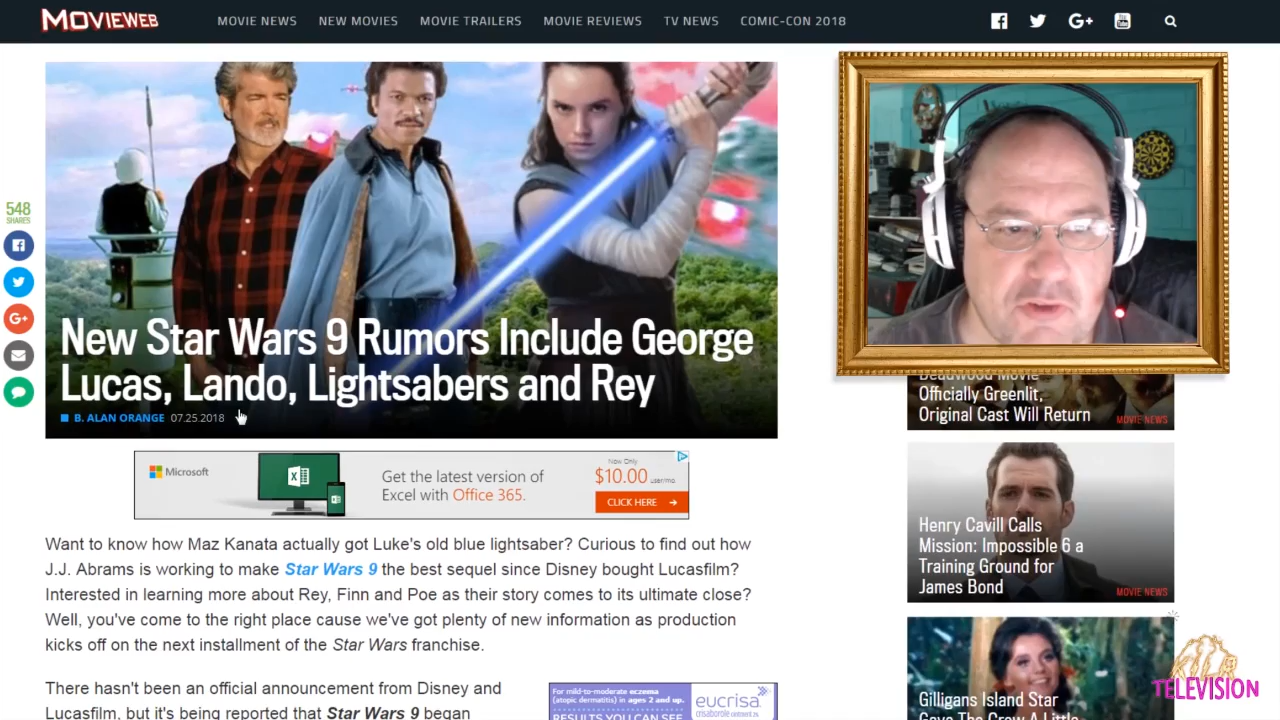 MOVIEWEB
MOVIE NEWS NEW MOVIES MOVIE TRAILERS MOVIE REVIEWS TV NEWS COMIC-CON 2018
548
SHARES
New Star Wars 9 Rumors Include George
Lucas, Lando, Lightsabers and Rey
B. ALAN ORANGE 07.25.2018
Microsoft
Get the latest version of
Excel with Office 365.
Now Only
$10.00 user/mo.
CLICK HERE
Want to know how Maz Kanata actually got Luke's old blue lightsaber? Curious to find out how
J.J. Abrams is working to make Star Wars 9 the best sequel since Disney bought Lucasfilm?
Interested in learning more about Rey, Finn and Poe as their story comes to its ultimate close?
Well, you've come to the right place cause we've got plenty of new information as production
kicks off on the next installment of the Star Wars franchise.
There hasn't been an official announcement from Disney and
Lucasfilm, but it's being reported that Star Wars 9 began
For mild-to-moderate eczema
(atopic dermatitis) in ages 2 and up.
RESULTS YOU CAN SEE
eucrisa
Deadwood Movie
Officially Greenlit,
Original Cast Will Return
MOVIE NEWS
Henry Cavill Calls
Mission: Impossible 6 a
Training Ground for
James Bond
MOVIE NEWS
Gilligans Island Star
Gave The Crew A Little
TELEVISION